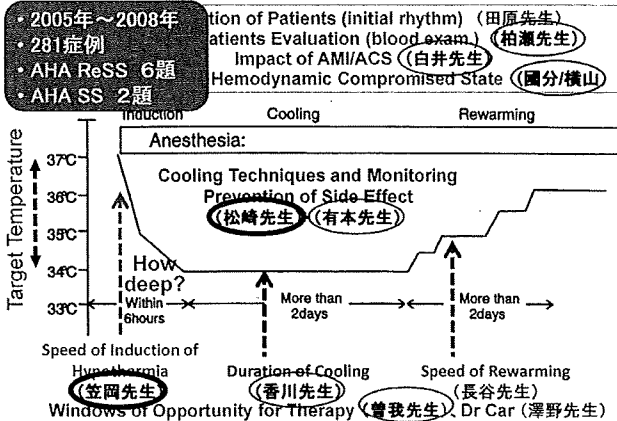 • 2005年～2008年
• 281症例
• AHA ReSS 6題
• AHA SS 2題
tion of Patients (initial rhythm) (田原先生)
atients Evaluation (blood exam.) (柏瀬先生)
Impact of AMI/ACS (白井先生)
Hemodynamic Compromised State (國分/横山
Induction Cooling Rewarming
Anesthesia:
Cooling Techniques and Monitoring
Prevention of Side Effect
(松崎先生) (有本先生)
Target Temperature
37℃
36℃
35℃
34℃
33℃
How
deep?
Within
6hours
More than
2days
More than
2days
Speed of Induction of
Hypothermia
(笠岡先生)
Duration of Cooling
(香川先生)
Speed of Rewarming
(長谷先生)
Windows of Opportunity for Therapy (曽我先生)、Dr Car (澤野先生)